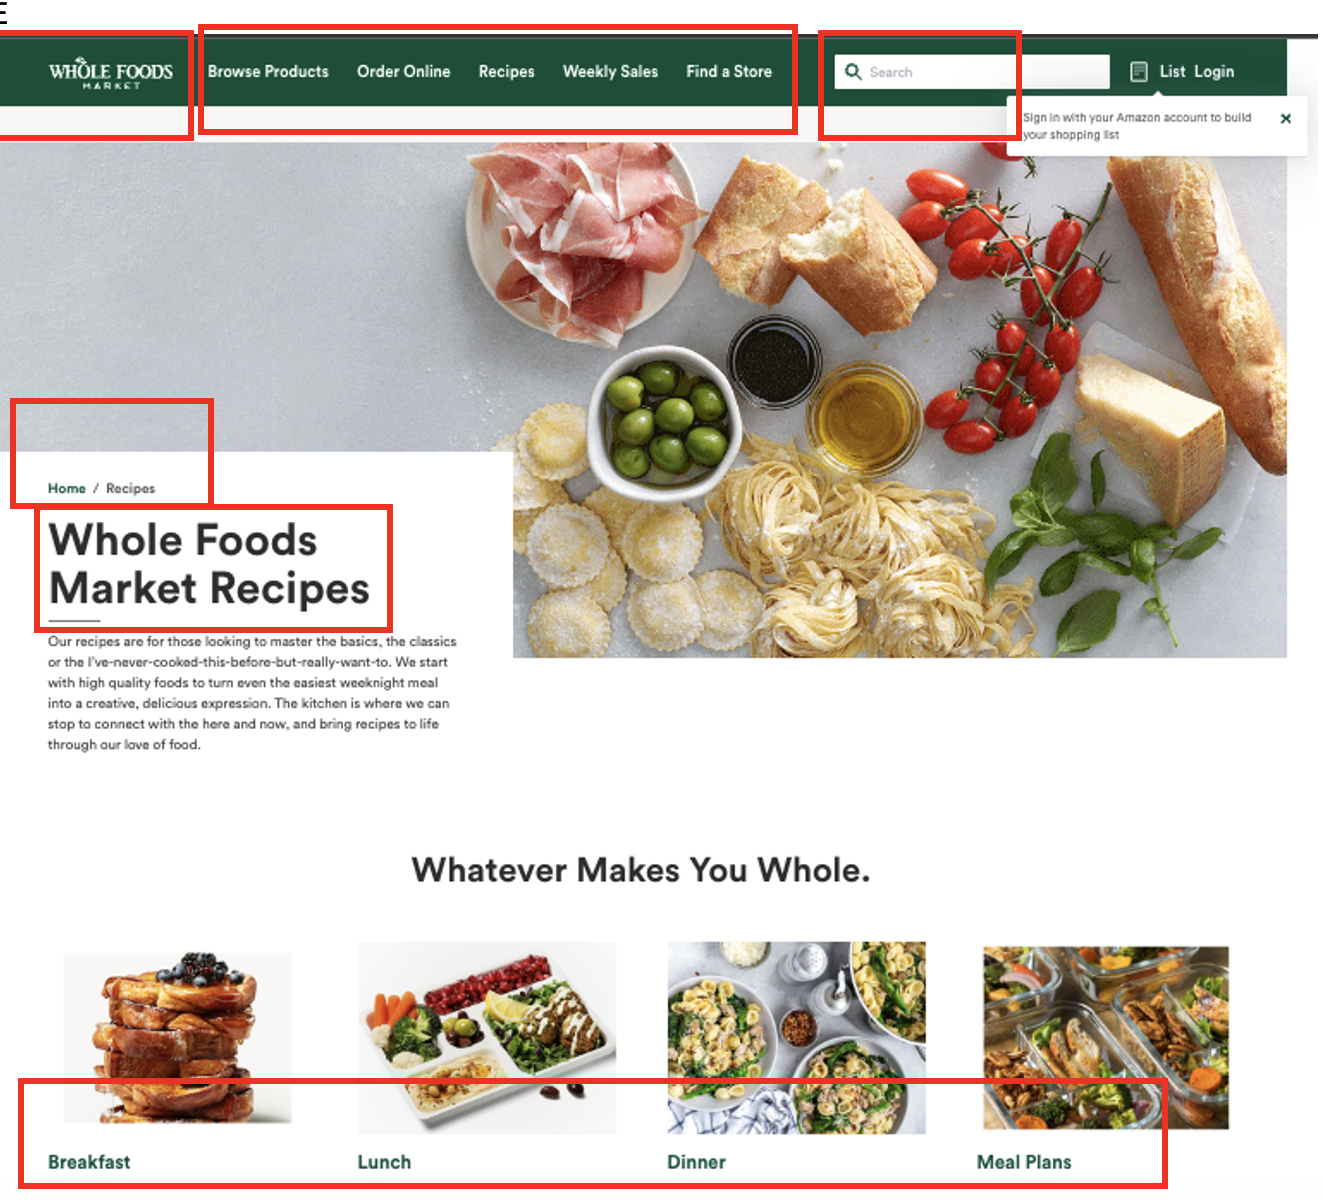 E
WHOLE FOODS
MARKET
Browse Products Order Online Recipes Weekly Sales Find a Store
Search
List Login
Sign in with your Amazon account to build
your shopping list
Home / Recipes
Whole Foods
Market Recipes
Our recipes are for those looking to master the basics, the classics
or the I've-never-cooked-this-before-but-really-want-to. We start
with high quality foods to turn even the easiest weeknight meal
into a creative, delicious expression. The kitchen is where we can
stop to connect with the here and now, and bring recipes to life
through our love of food.
Whatever Makes You Whole.
Breakfast
Lunch
Dinner
Meal Plans